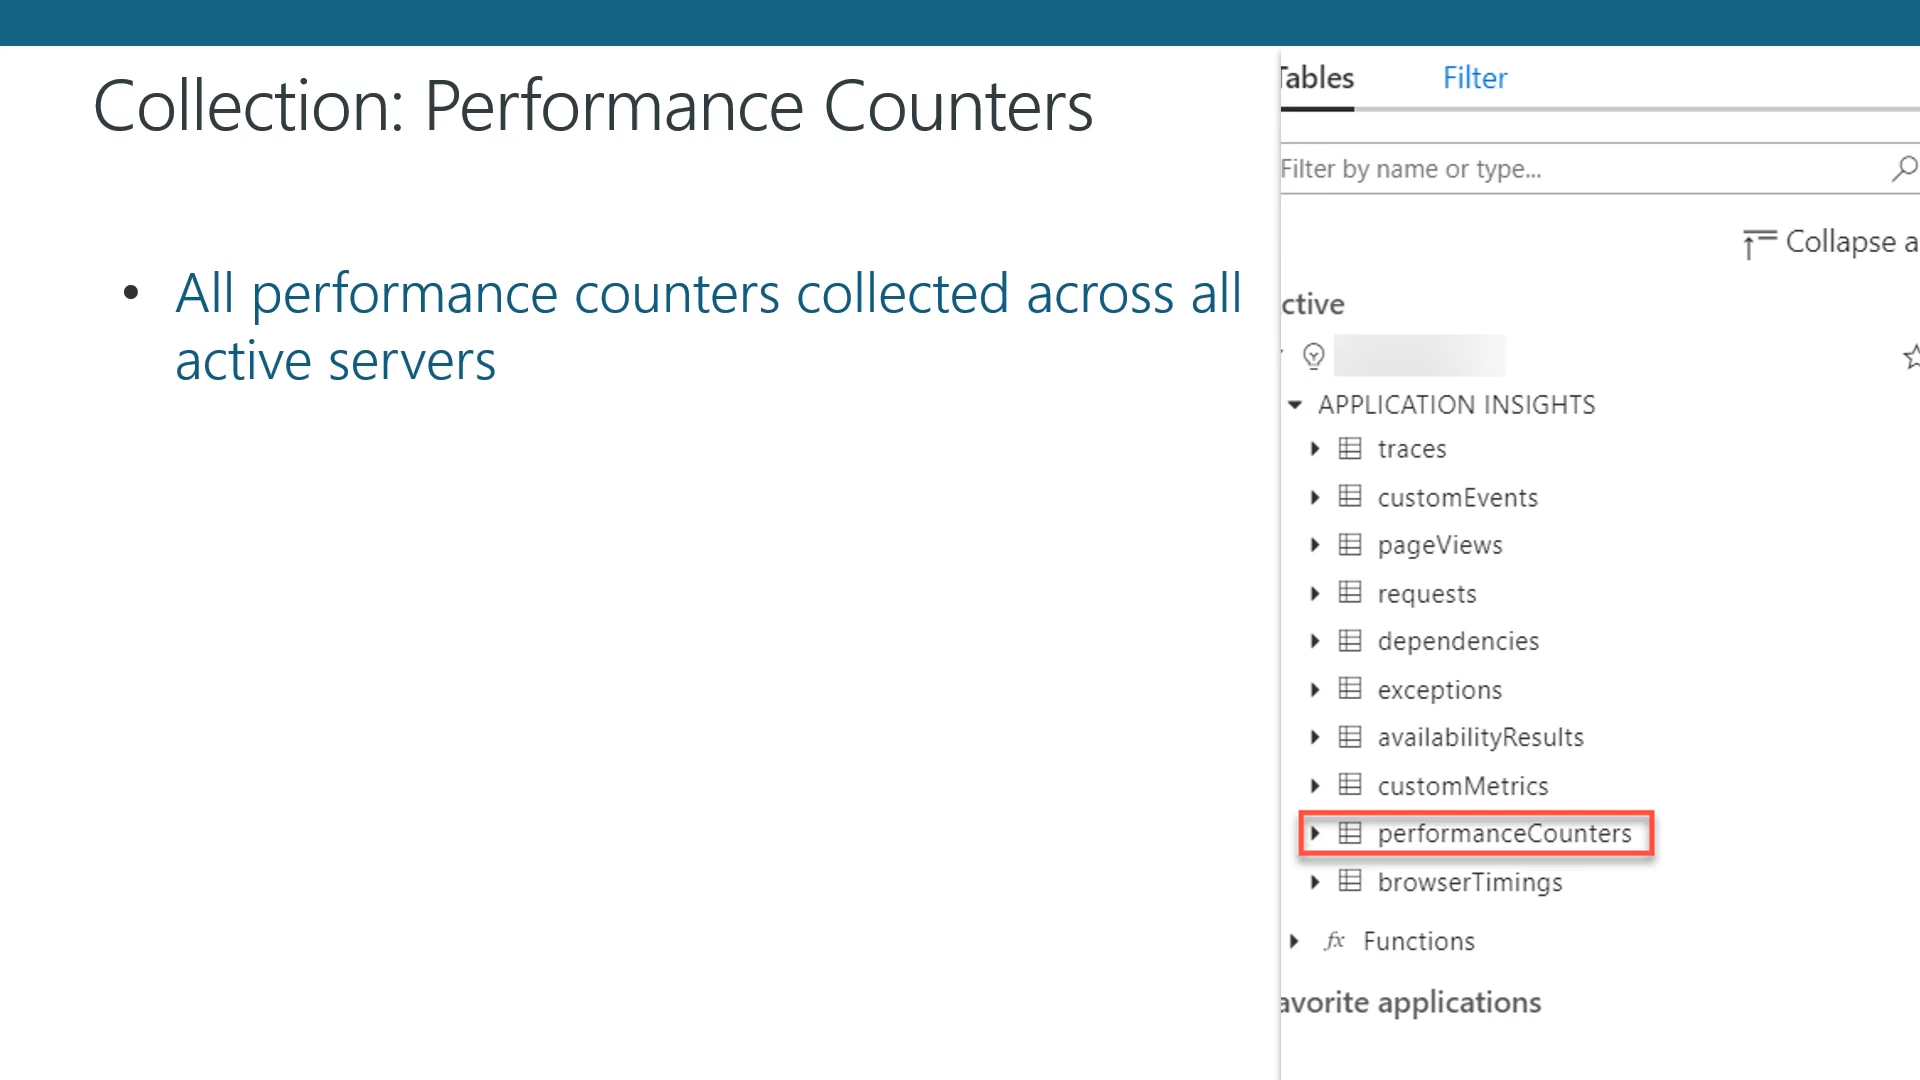 Collection: Performance Counters
• All performance counters collected across all
active servers
Tables Filter
Filter by name or type...
Collapse a
ctive
APPLICATION INSIGHTS
traces
customEvents
pageViews
requests
dependencies
exceptions
availabilityResults
customMetrics
performanceCounters
browserTimings
fx Functions
avorite applications